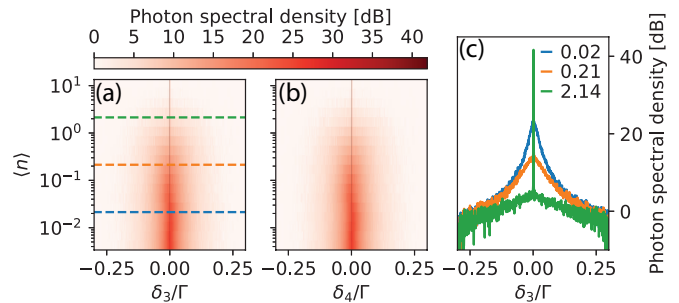 Photon spectral density [dB]
0 5 10 15 20 25 30 35 40
(a)
(b)
(c)
0.02
0.21
2.14
10¹
10⁰
10⁻¹
10⁻²
⟨n⟩
40
20
0
Photon spectral density [dB]
−0.25 0.00 0.25
−0.25 0.00 0.25
−0.25 0.00 0.25
δ₃/Γ
δ₄/Γ
δ₃/Γ